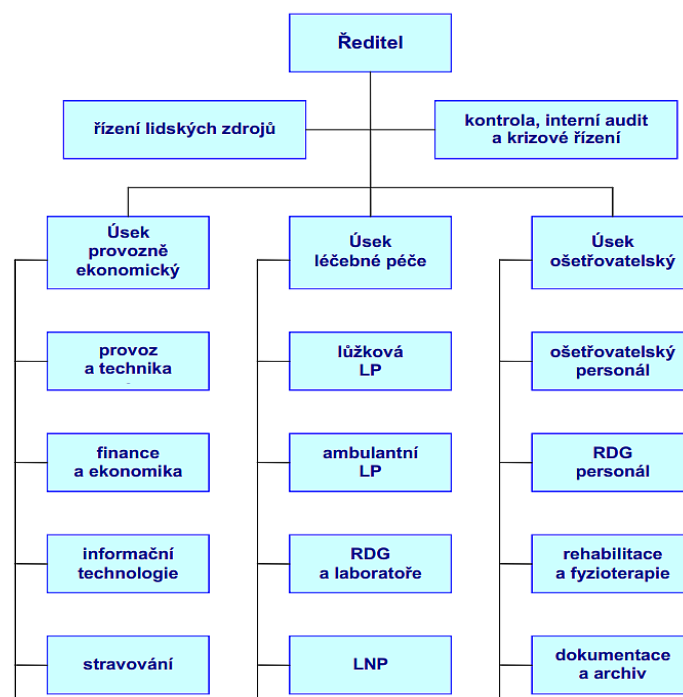 Ředitel
řízení lidských zdrojů
kontrola, interní audit
a krizové řízení
Úsek
provozně
ekonomický
Úsek
léčebné péče
Úsek
ošetřovatelský
provoz
a technika
lůžková
LP
ošetřovatelský
personál
finance
a ekonomika
ambulantní
LP
RDG
personál
informační
technologie
RDG
a laboratoře
rehabilitace
a fyzioterapie
stravování
LNP
dokumentace
a archiv